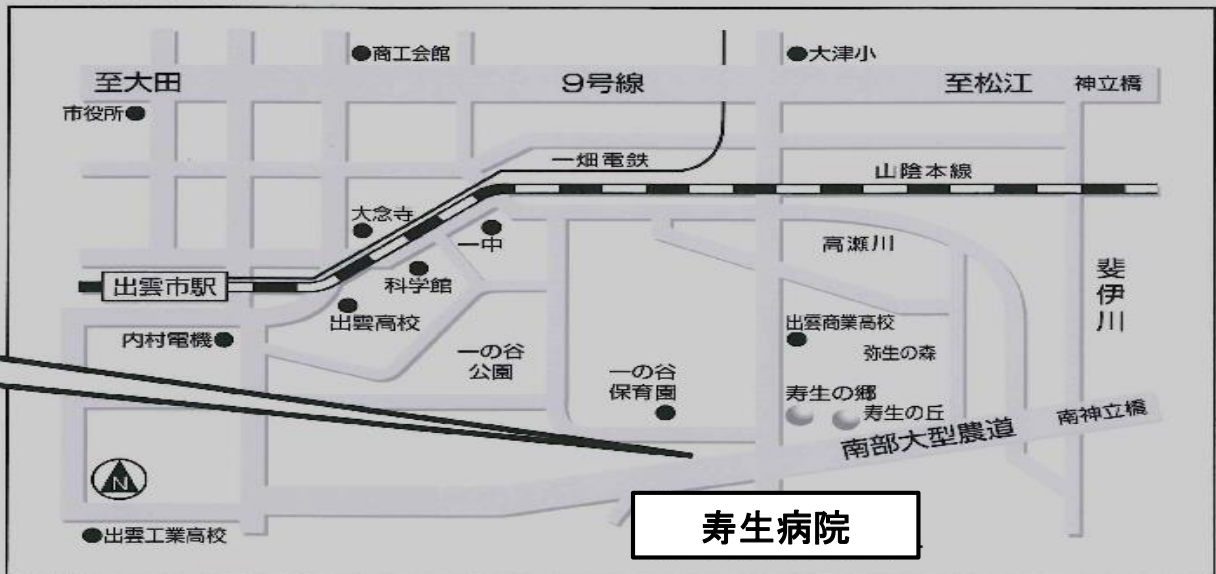 商工会館
大津小
至大田
9号線
至松江
神立橋
市役所
一畑電鉄
山陰本線
大念寺
一中
高瀬川
科学館
出雲市駅
斐伊川
出雲高校
内村電機
出雲商業高校
一の谷
公園
弥生の森
一の谷
保育園
寿生の郷
寿生の丘
南神立橋
南部大型農道
N
寿生病院
出雲工業高校